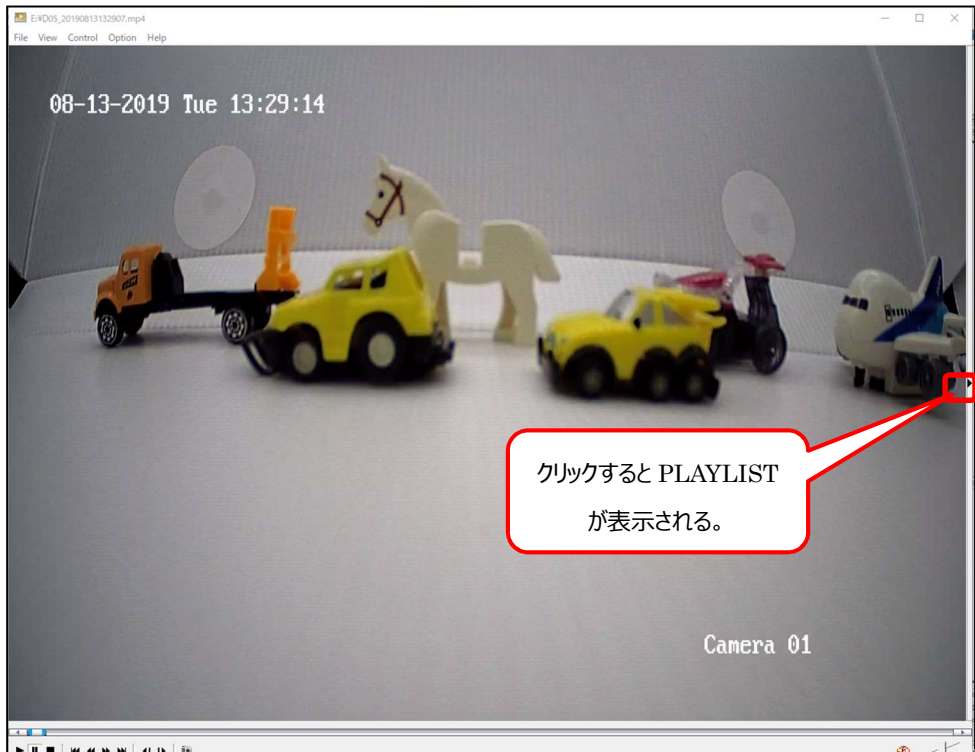 E:¥D05_20190813132907.mp4
File View Control Option Help
08-13-2019 Tue 13:29:14
クリックすると PLAYLIST
が表示される。
Camera 01